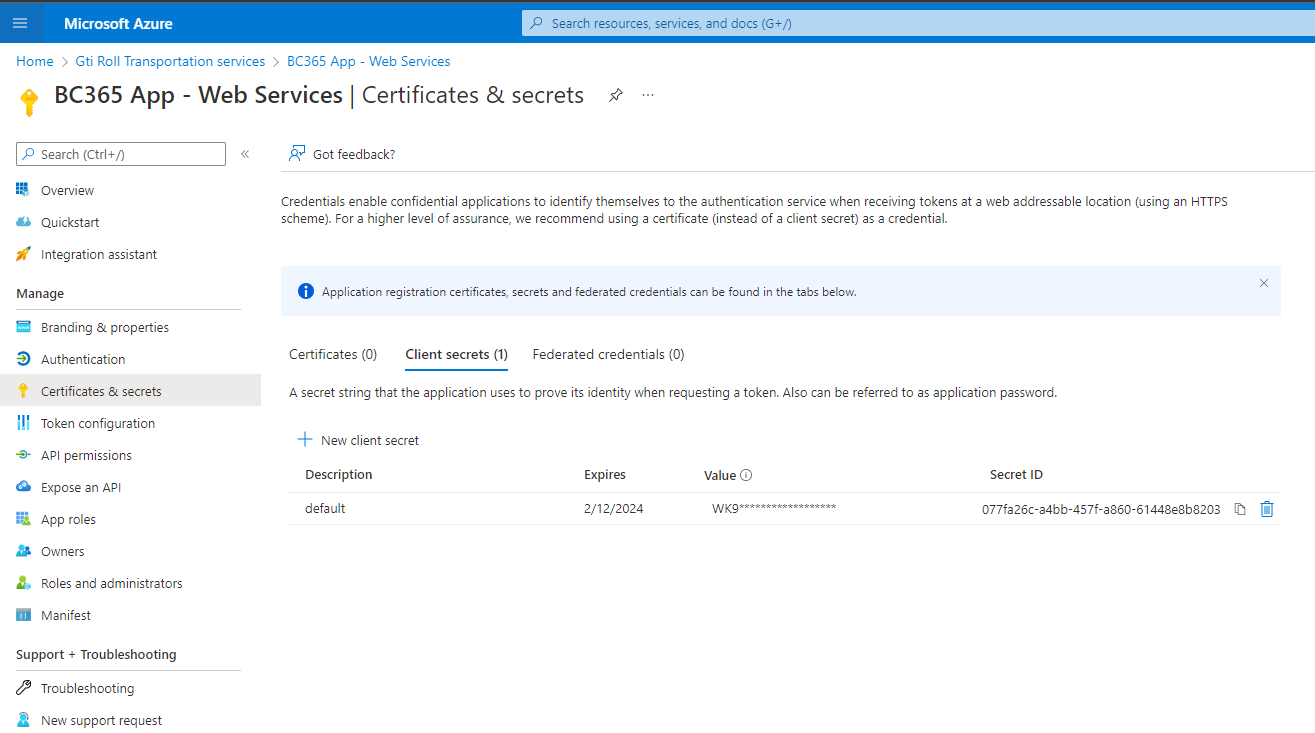 Microsoft Azure
Search resources, services, and docs (G+/)
Home > Gti Roll Transportation services > BC365 App - Web Services
BC365 App - Web Services | Certificates & secrets
Search (Ctrl+/)
Overview
Quickstart
Integration assistant
Manage
Branding & properties
Authentication
Certificates & secrets
Token configuration
API permissions
Expose an API
App roles
Owners
Roles and administrators
Manifest
Support + Troubleshooting
Troubleshooting
New support request
Got feedback?
Credentials enable confidential applications to identify themselves to the authentication service when receiving tokens at a web addressable location (using an HTTPS
scheme). For a higher level of assurance, we recommend using a certificate (instead of a client secret) as a credential.
Application registration certificates, secrets and federated credentials can be found in the tabs below.
Certificates (0) Client secrets (1) Federated credentials (0)
A secret string that the application uses to prove its identity when requesting a token. Also can be referred to as application password.
New client secret
Description Expires Value Secret ID
default 2/12/2024 WK9****************** 077fa26c-a4bb-457f-a860-61448e8b8203